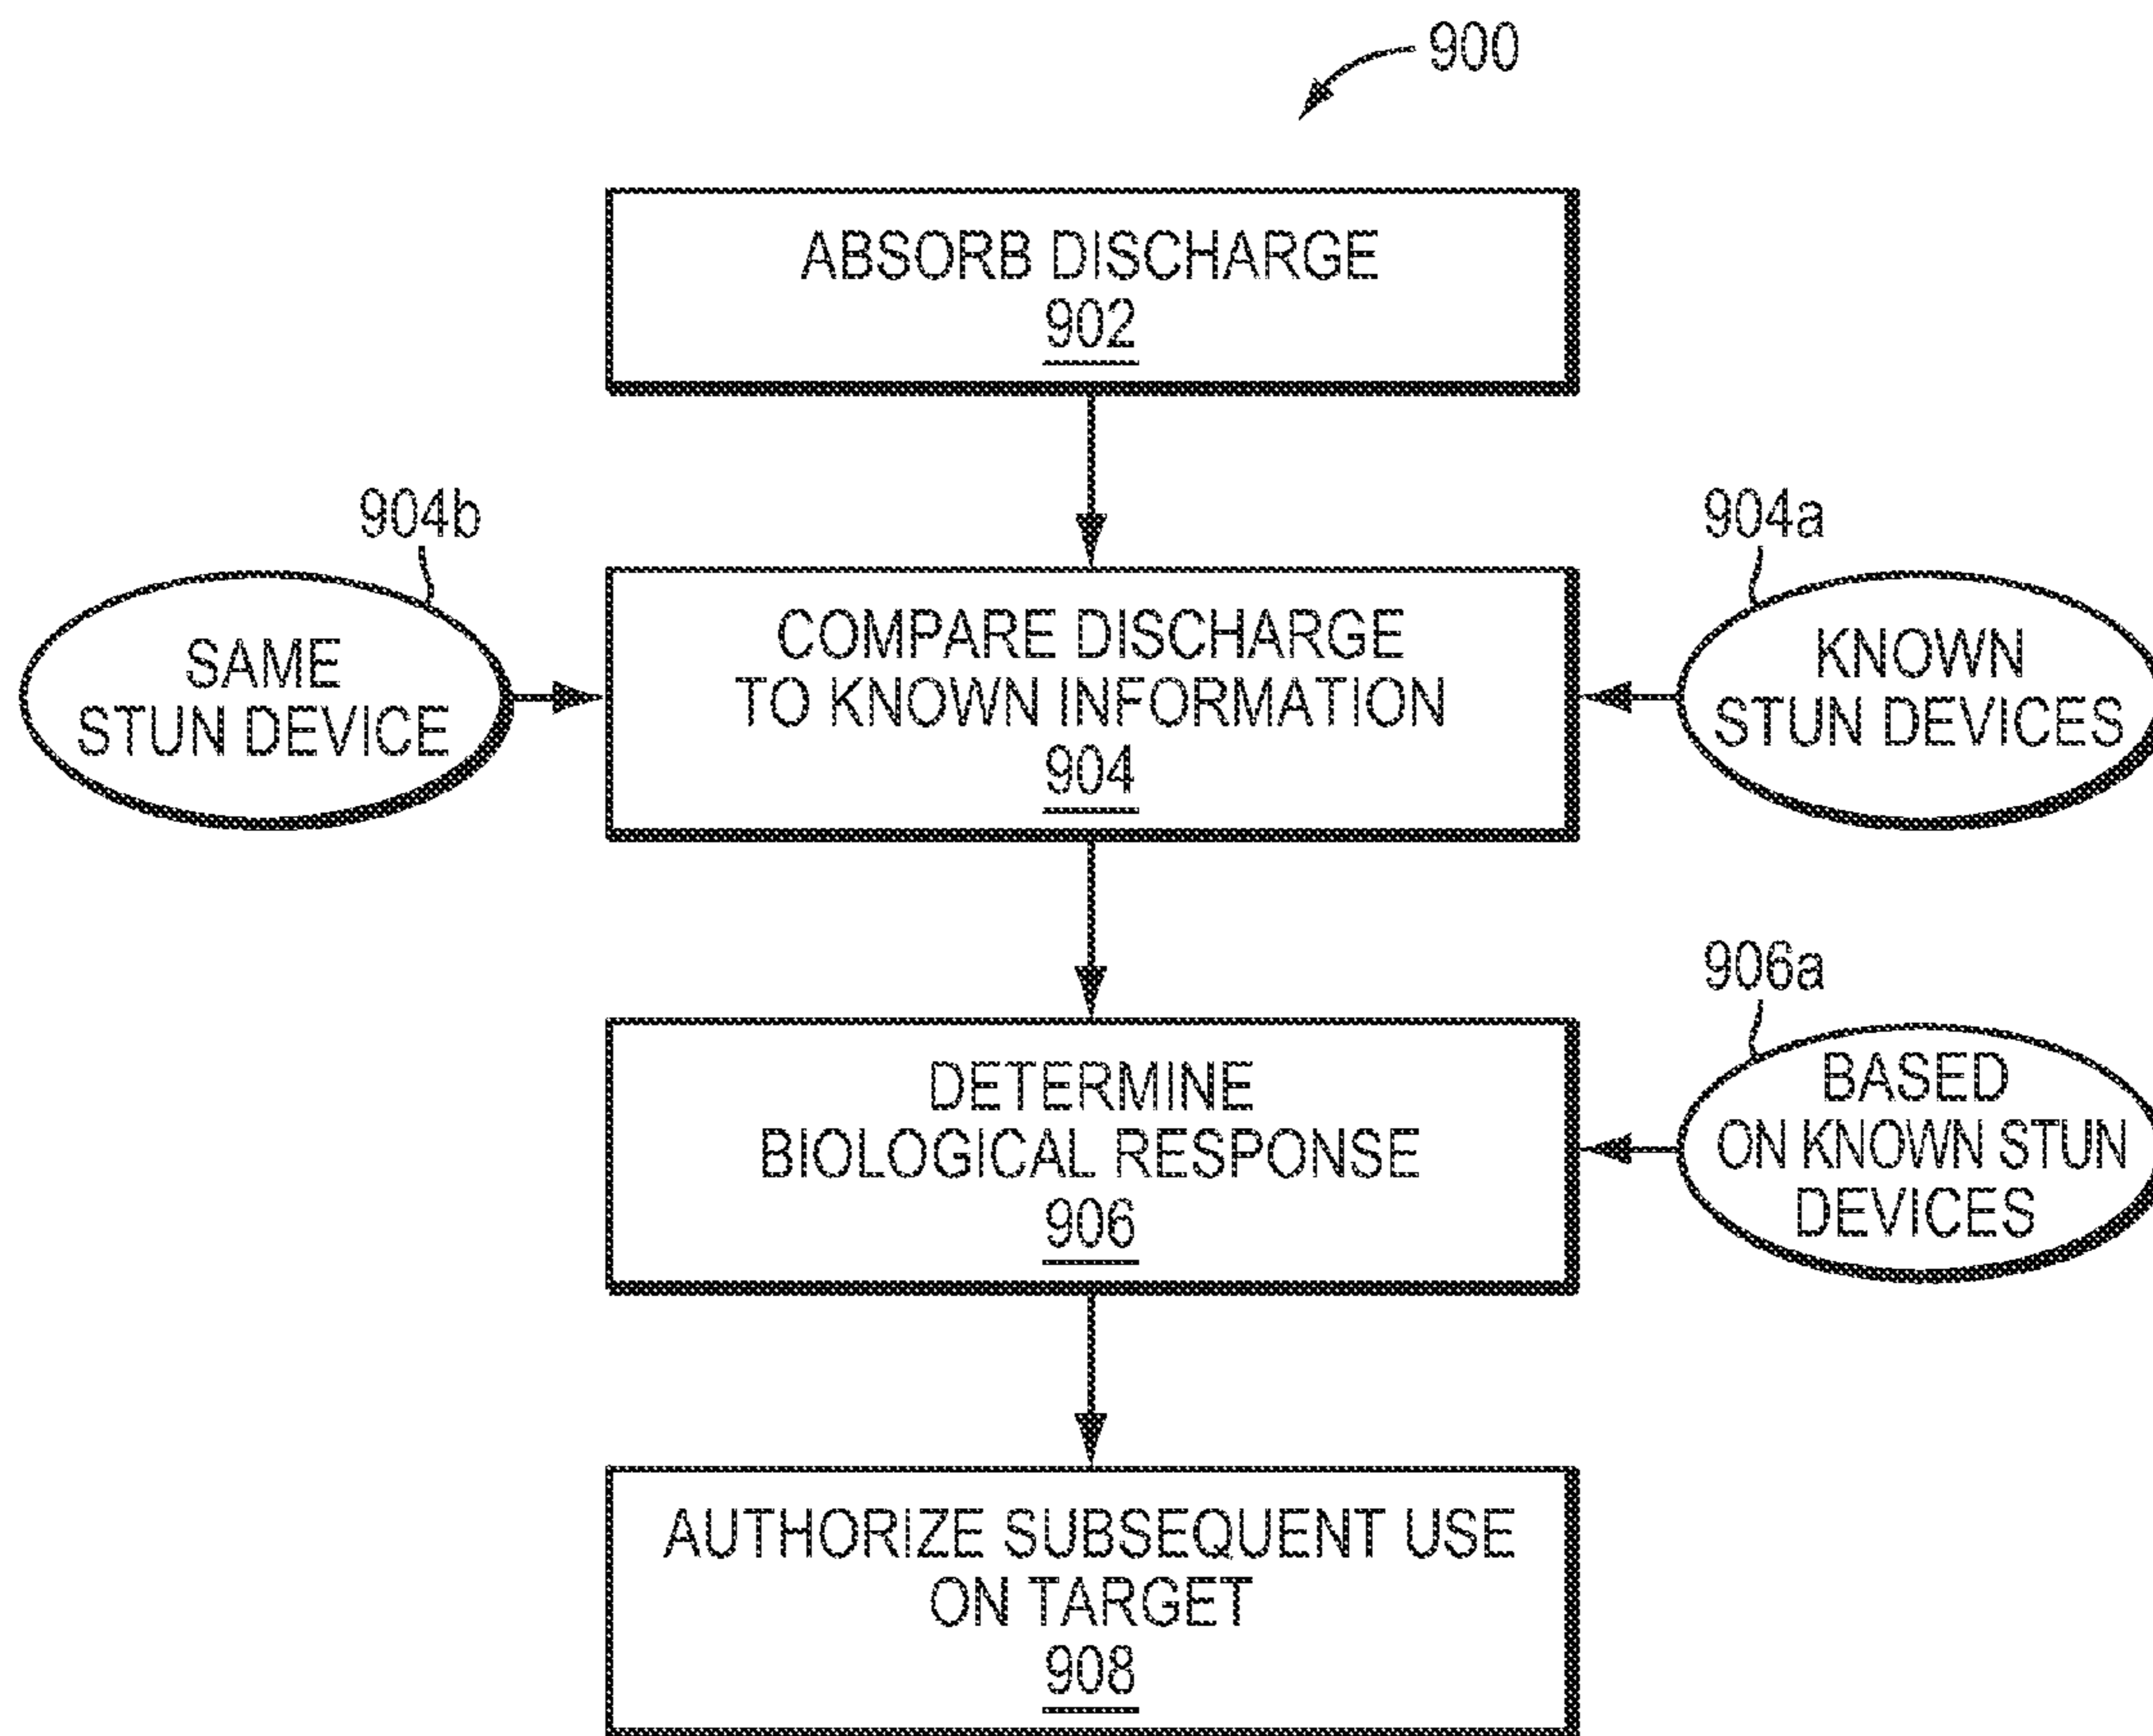 900
ABSORB DISCHARGE
902
904b
904a
SAME
STUN DEVICE
COMPARE DISCHARGE
TO KNOWN INFORMATION
904
KNOWN
STUN DEVICES
906a
DETERMINE
BIOLOGICAL RESPONSE
906
BASED
ON KNOWN STUN
DEVICES
AUTHORIZE SUBSEQUENT USE
ON TARGET
908